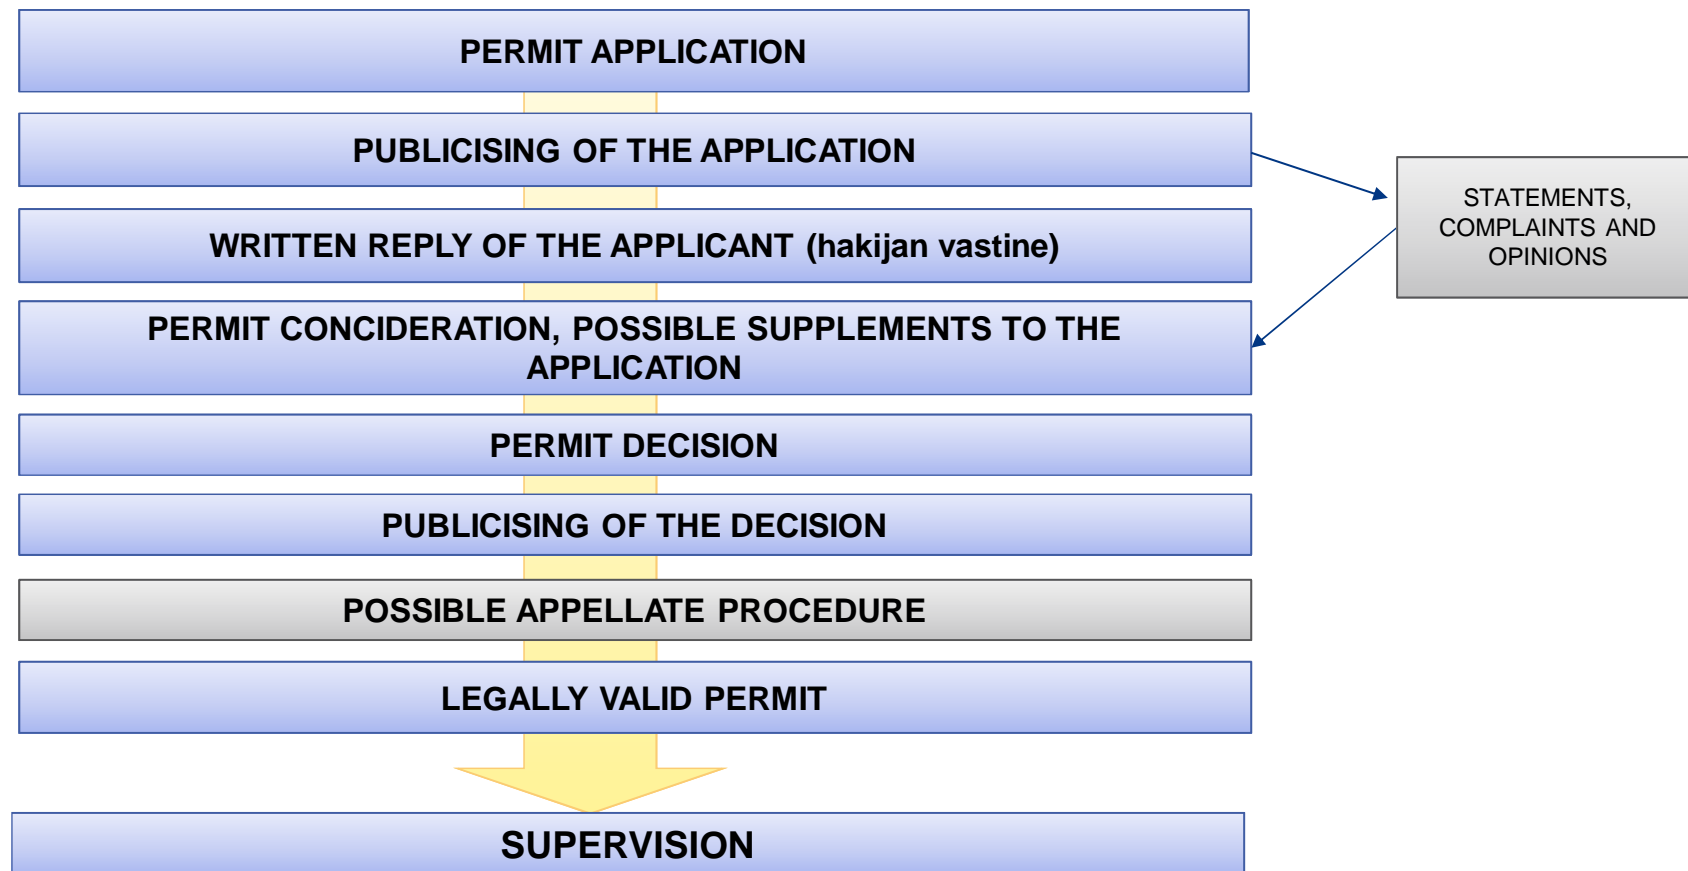 PERMIT APPLICATION
PUBLICISING OF THE APPLICATION
STATEMENTS,
COMPLAINTS AND
OPINIONS
WRITTEN REPLY OF THE APPLICANT (hakijan vastine)
PERMIT CONCIDERATION, POSSIBLE SUPPLEMENTS TO THE
APPLICATION
PERMIT DECISION
PUBLICISING OF THE DECISION
POSSIBLE APPELLATE PROCEDURE
LEGALLY VALID PERMIT
SUPERVISION